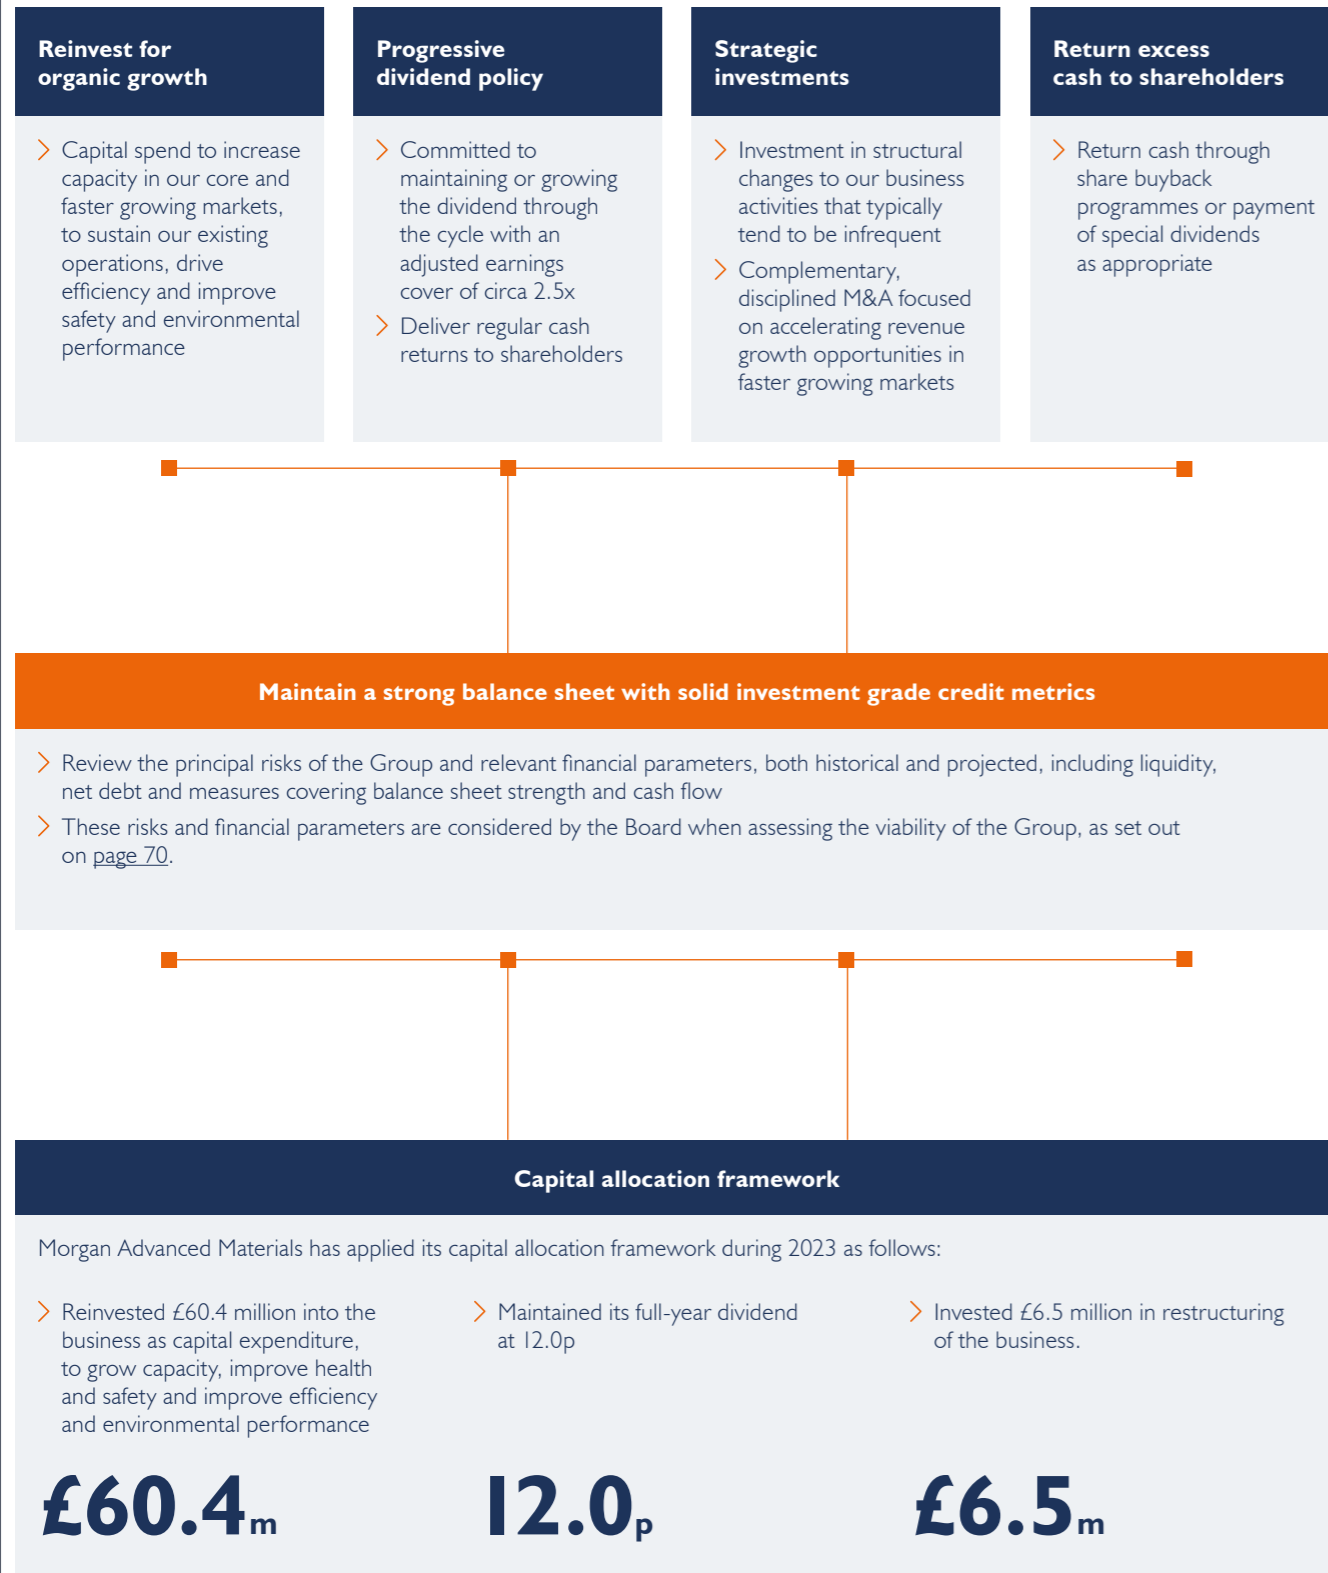 Reinvest for
organic growth
Capital spend to increase
capacity in our core and
faster growing markets,
to sustain our existing
operations, drive
efficiency and improve
safety and environmental
performance
Progressive
dividend policy
Committed to
maintaining or growing
the dividend through
the cycle with an
adjusted earnings
cover of circa 2.5x
Deliver regular cash
returns to shareholders
Strategic
investments
Investment in structural
changes to our business
activities that typically
tend to be infrequent
Complementary,
disciplined M&A focused
on accelerating revenue
growth opportunities in
faster growing markets
Return excess
cash to shareholders
Return cash through
share buyback
programmes or payment
of special dividends
as appropriate
Maintain a strong balance sheet with solid investment grade credit metrics
Review the principal risks of the Group and relevant financial parameters, both historical and projected, including liquidity,
net debt and measures covering balance sheet strength and cash flow
These risks and financial parameters are considered by the Board when assessing the viability of the Group, as set out
on page 70.
Capital allocation framework
Morgan Advanced Materials has applied its capital allocation framework during 2023 as follows:
Reinvested £60.4 million into the
business as capital expenditure,
to grow capacity, improve health
and safety and improve efficiency
and environmental performance
£60.4m
Maintained its full-year dividend
at 12.0p
12.0p
Invested £6.5 million in restructuring
of the business.
£6.5m